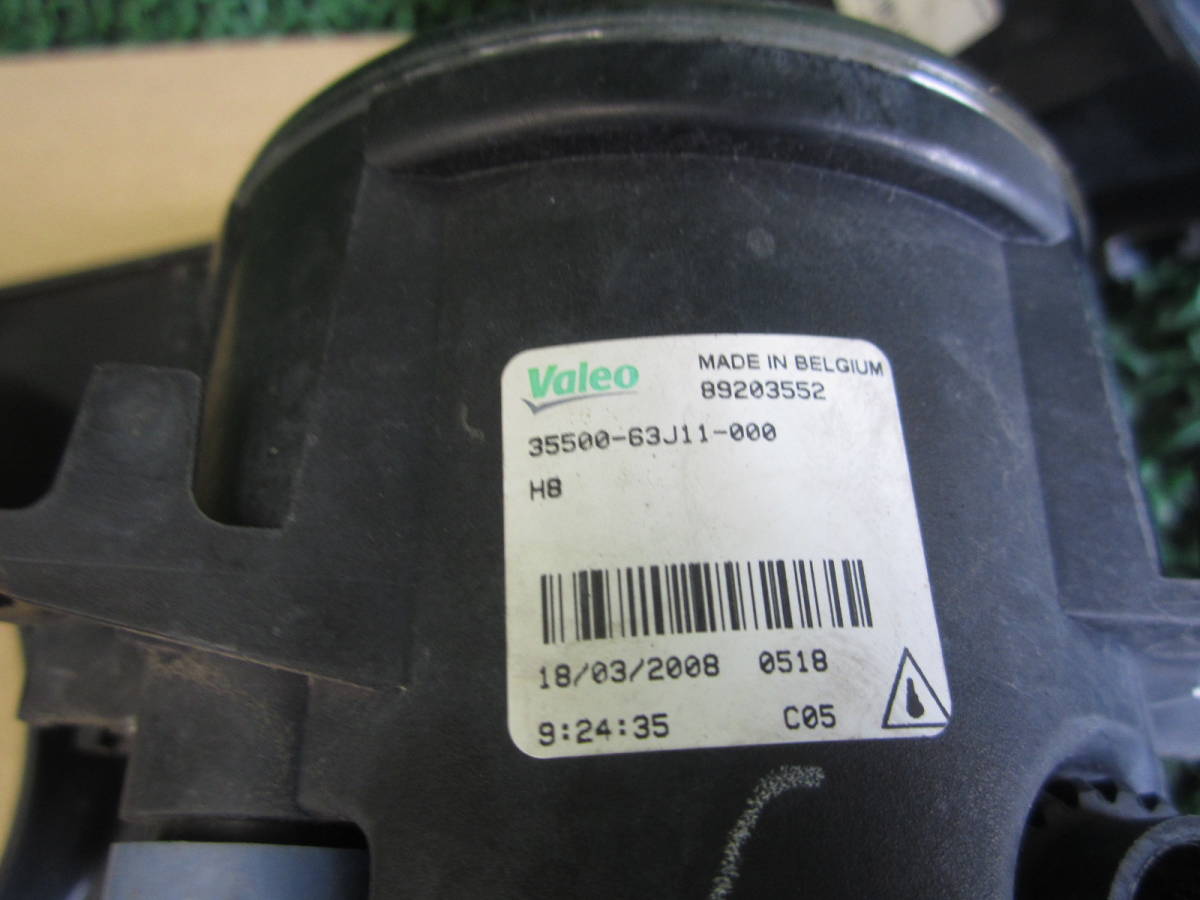 Valeo MADE IN BELGIUM
89203552
35500-63J11-000
H8
18/03/2008 0518
9:24:35 C05